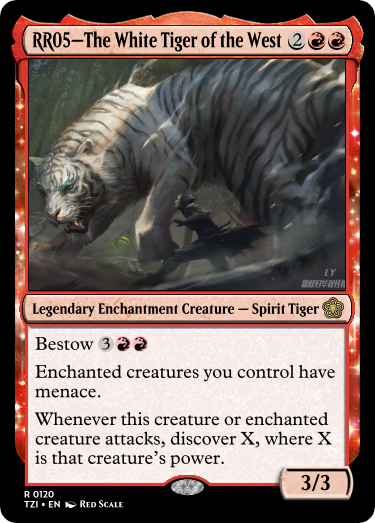 RR05–The White Tiger of the West 2
LY
Legendary Enchantment Creature — Spirit Tiger
Bestow 3
Enchanted creatures you control have
menace.
Whenever this creature or enchanted
creature attacks, discover X, where X
is that creature's power.
3/3
R 0120
TZI • EN Red Scale